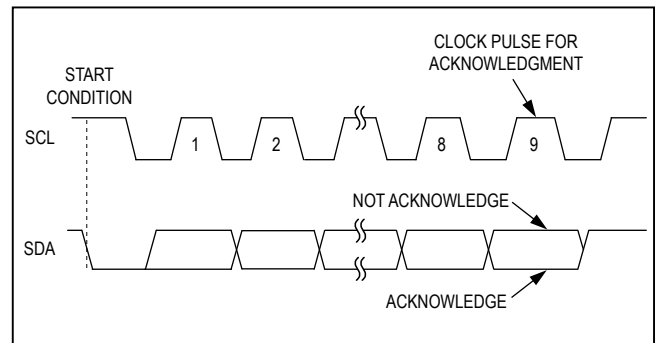 CLOCK PULSE FOR
ACKNOWLEDGMENT
START
CONDITION
SCL
1 2 8 9
NOT ACKNOWLEDGE
SDA
ACKNOWLEDGE